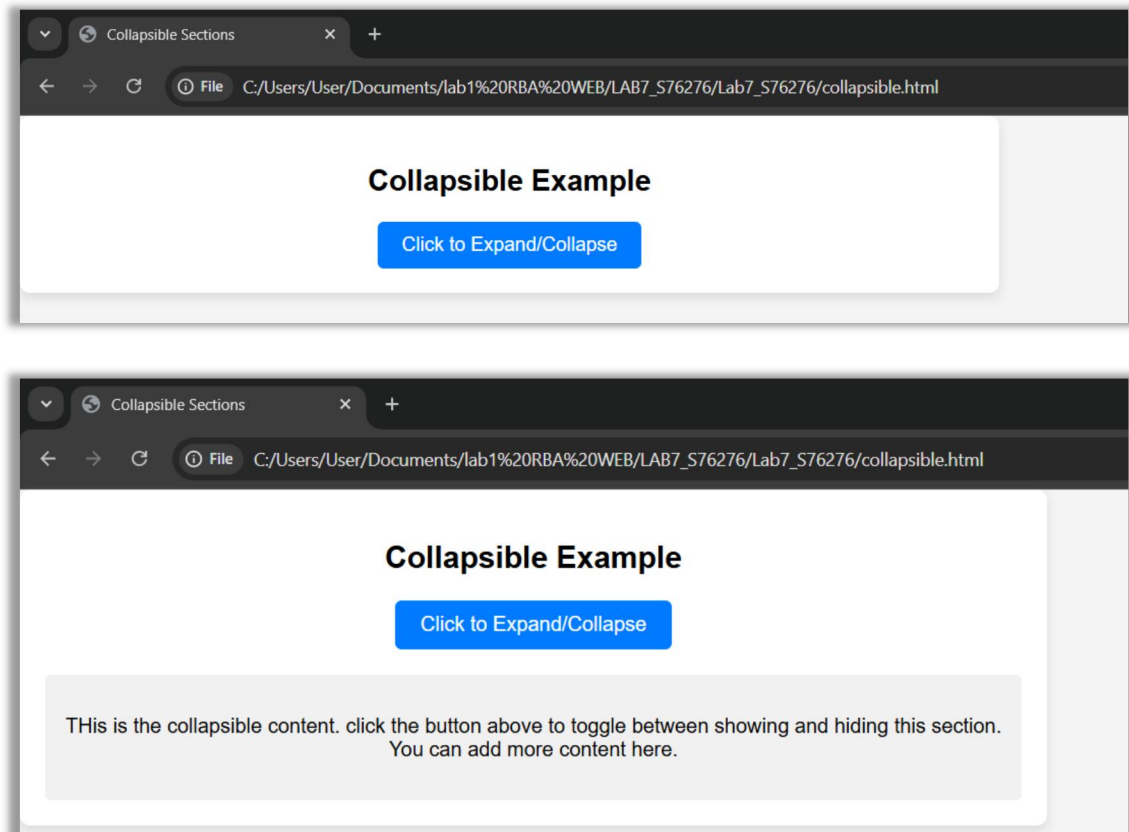 Collapsible Sections
File C:/Users/User/Documents/lab1%20RBA%20WEB/LAB7_S76276/Lab7_S76276/collapsible.html
Collapsible Example
Click to Expand/Collapse
Collapsible Sections
File C:/Users/User/Documents/lab1%20RBA%20WEB/LAB7_S76276/Lab7_S76276/collapsible.html
Collapsible Example
Click to Expand/Collapse
THis is the collapsible content. click the button above to toggle between showing and hiding this section.
You can add more content here.